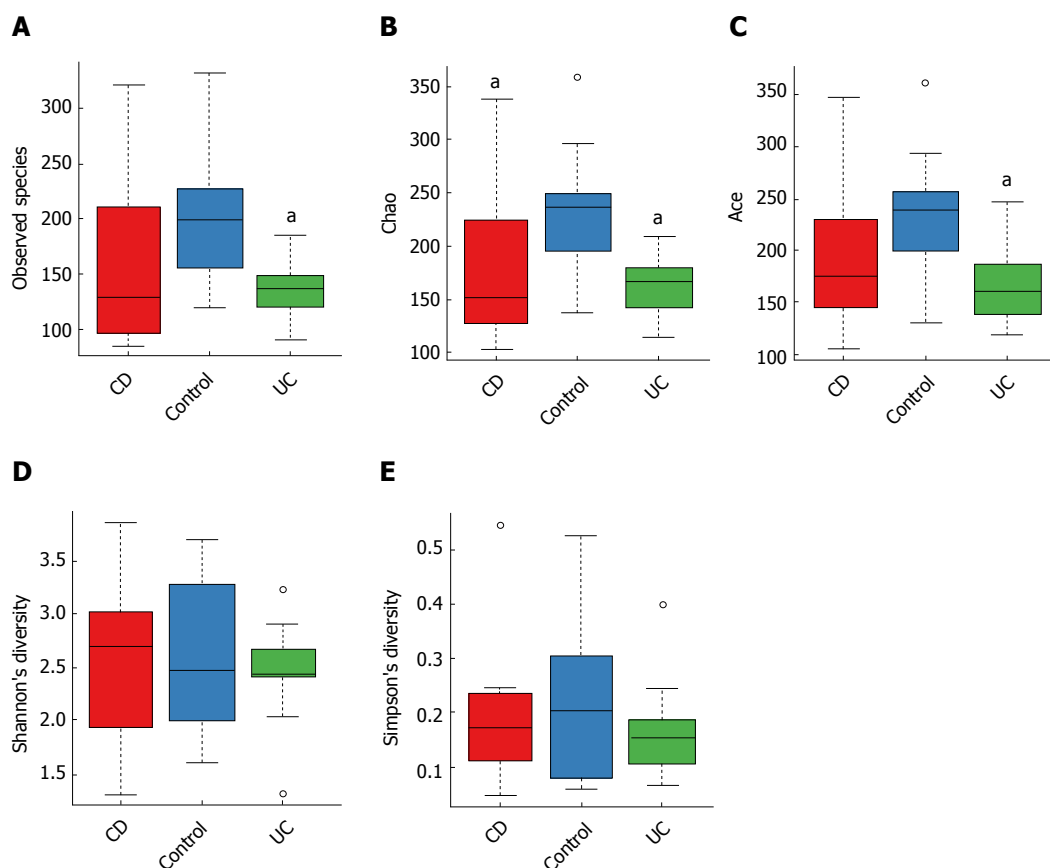 A
Observed species
300
250
200
150
100
a
CD
Control
UC
B
Chao
350
300
250
200
150
100
a
a
CD
Control
UC
C
Ace
350
300
250
200
150
100
a
CD
Control
UC
D
Shannon's diversity
3.5
3.0
2.5
2.0
1.5
CD
Control
UC
E
Simpson's diversity
0.5
0.4
0.3
0.2
0.1
CD
Control
UC